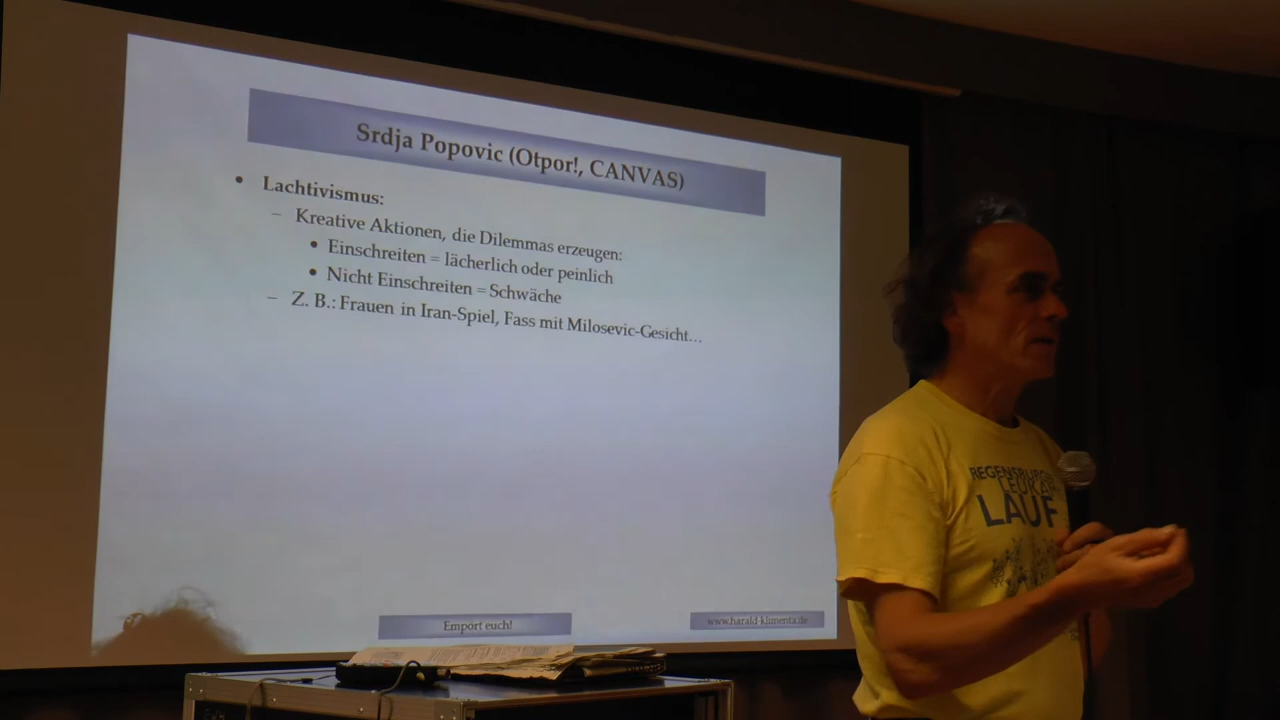 Srdja Popovic (Otpor!, CANVAS)
• Lachtivismus:
– Kreative Aktionen, die Dilemmas erzeugen:
• Einschreiten = lächerlich oder peinlich
• Nicht Einschreiten = Schwäche
– Z. B.: Frauen in Iran-Spiel, Fass mit Milosevic-Gesicht…
Empört euch!
www.harald-klimenta.de
LAUF